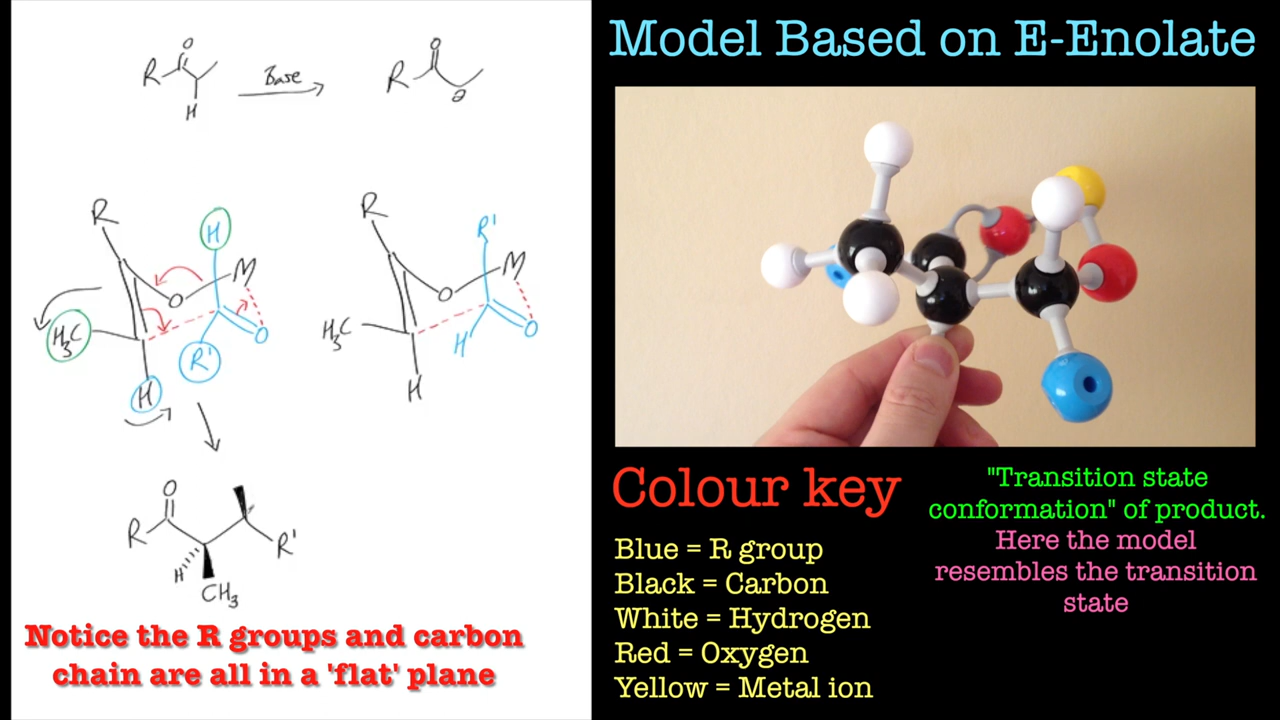 Model Based on E-Enolate
O
R
H
Base
O
R
⊖
R
H
M
O
H₃C
R'
O
H
R
R'
M
O
H₃C
H
O
H
O
R
R'
H
CH₃
Notice the R groups and carbon
chain are all in a 'flat' plane
Colour key
Blue = R group
Black = Carbon
White = Hydrogen
Red = Oxygen
Yellow = Metal ion
"Transition state
conformation" of product.
Here the model
resembles the transition
state